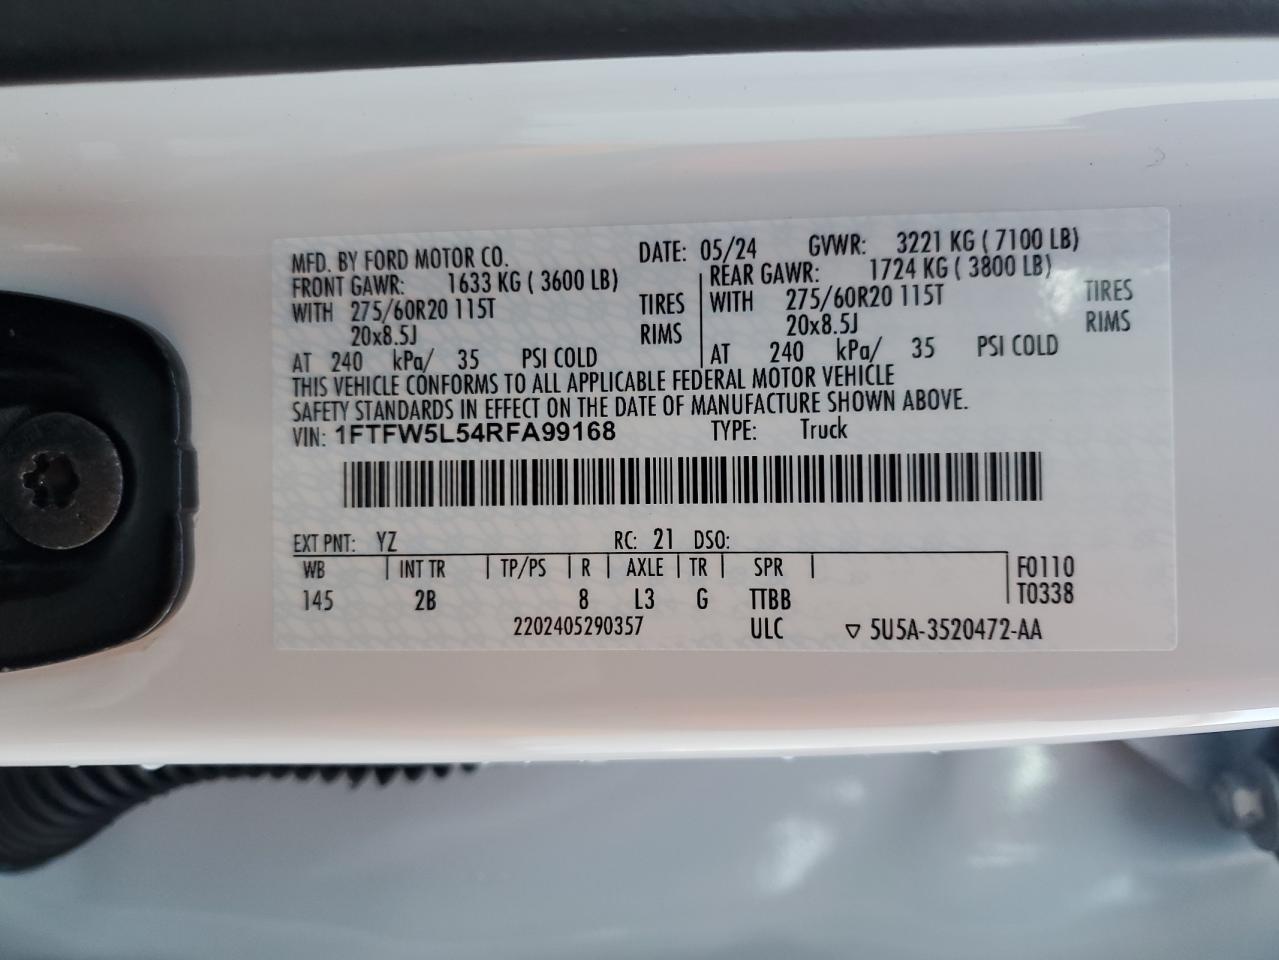 MFD. BY FORD MOTOR CO. DATE: 05/24 GVWR: 3221 KG ( 7100 LB)
FRONT GAWR: 1633 KG ( 3600 LB) REAR GAWR: 1724 KG ( 3800 LB)
WITH 275/60R20 115T TIRES WITH 275/60R20 115T TIRES
20x8.5J RIMS 20x8.5J RIMS
AT 240 kPa/ 35 PSI COLD AT 240 kPa/ 35 PSI COLD
THIS VEHICLE CONFORMS TO ALL APPLICABLE FEDERAL MOTOR VEHICLE
SAFETY STANDARDS IN EFFECT ON THE DATE OF MANUFACTURE SHOWN ABOVE.
VIN: 1FTFW5L54RFA99168 TYPE: Truck
EXT PNT: YZ RC: 21 DSO:
WB INT TR TP/PS R AXLE TR SPR F0110
145 2B 8 L3 G TTBB T0338
2202405290357 ULC ▽ 5U5A-3520472-AA